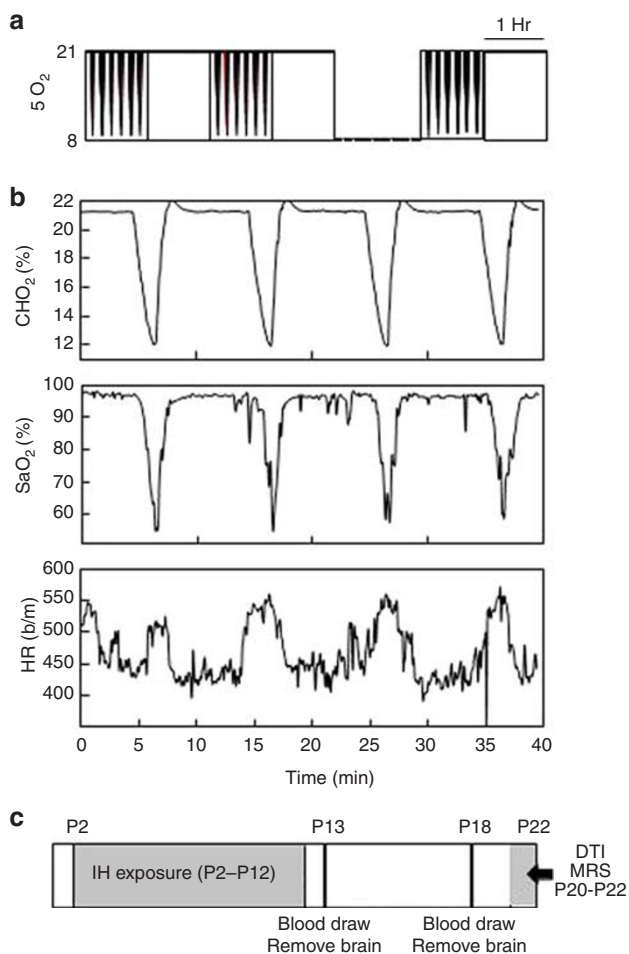 a
1 Hr
21
5 O2
8
b
22
20
18
16
14
12
CHO2 (%)
100
90
80
70
60
SaO2 (%)
600
550
500
450
400
HR (b/m)
0 5 10 15 20 25 30 35 40
Time (min)
c
P2 P13 P18 P22
IH exposure (P2–P12)
DTI
MRS
P20-P22
Blood draw Blood draw
Remove brain Remove brain